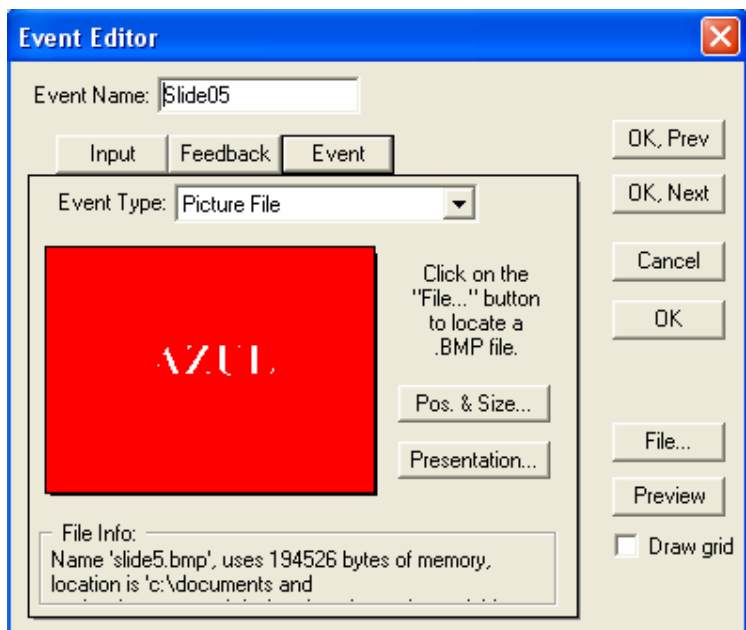 Event Editor
Event Name: Slide05
Input Feedback Event
Event Type: Picture File
AZUL
Click on the
"File..." button
to locate a
.BMP file.
Pos. & Size...
Presentation...
File Info:
Name 'slide5.bmp', uses 194526 bytes of memory,
location is 'c:\documents and
OK, Prev
OK, Next
Cancel
OK
File...
Preview
Draw grid